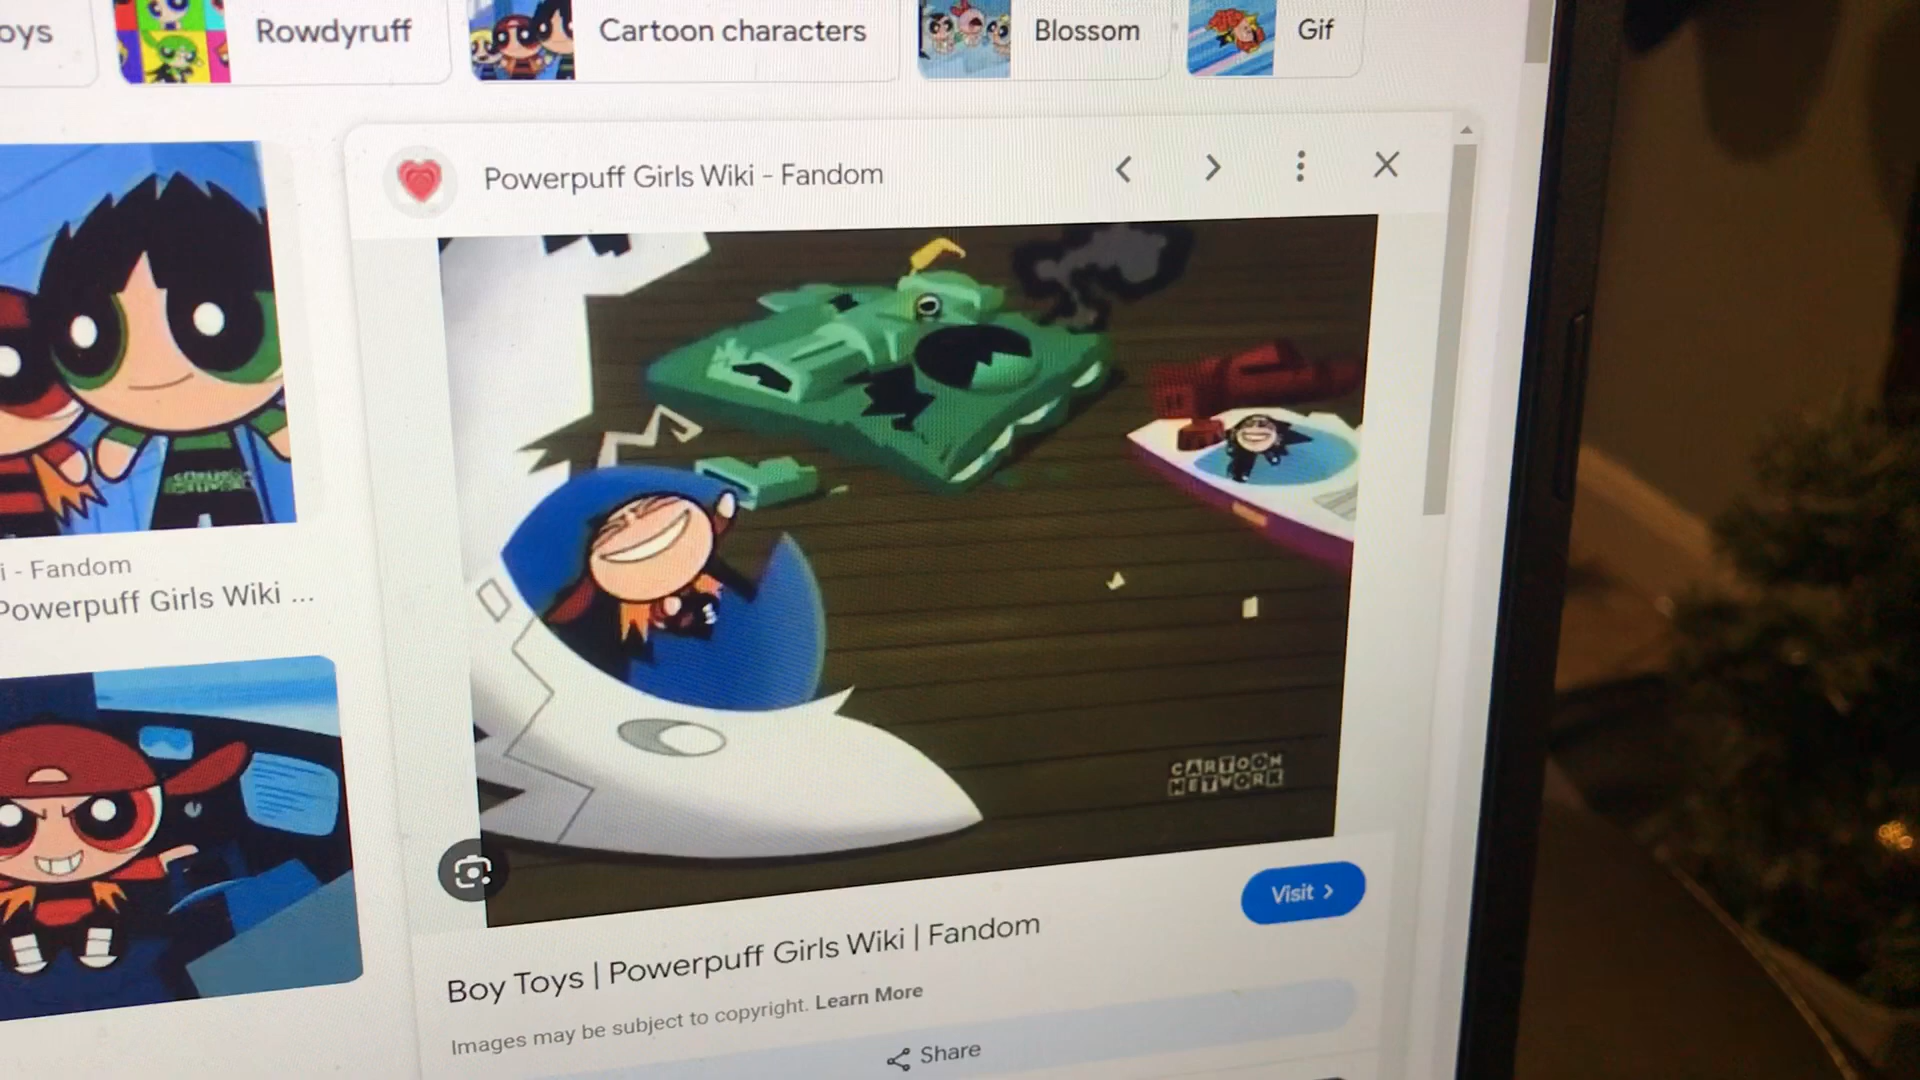 oys
Rowdyruff
Cartoon characters
Blossom
Gif
Powerpuff Girls Wiki - Fandom
i - Fandom
Powerpuff Girls Wiki ...
CARTOON
NETWORK
Visit >
Boy Toys | Powerpuff Girls Wiki | Fandom
Images may be subject to copyright. Learn More
Share